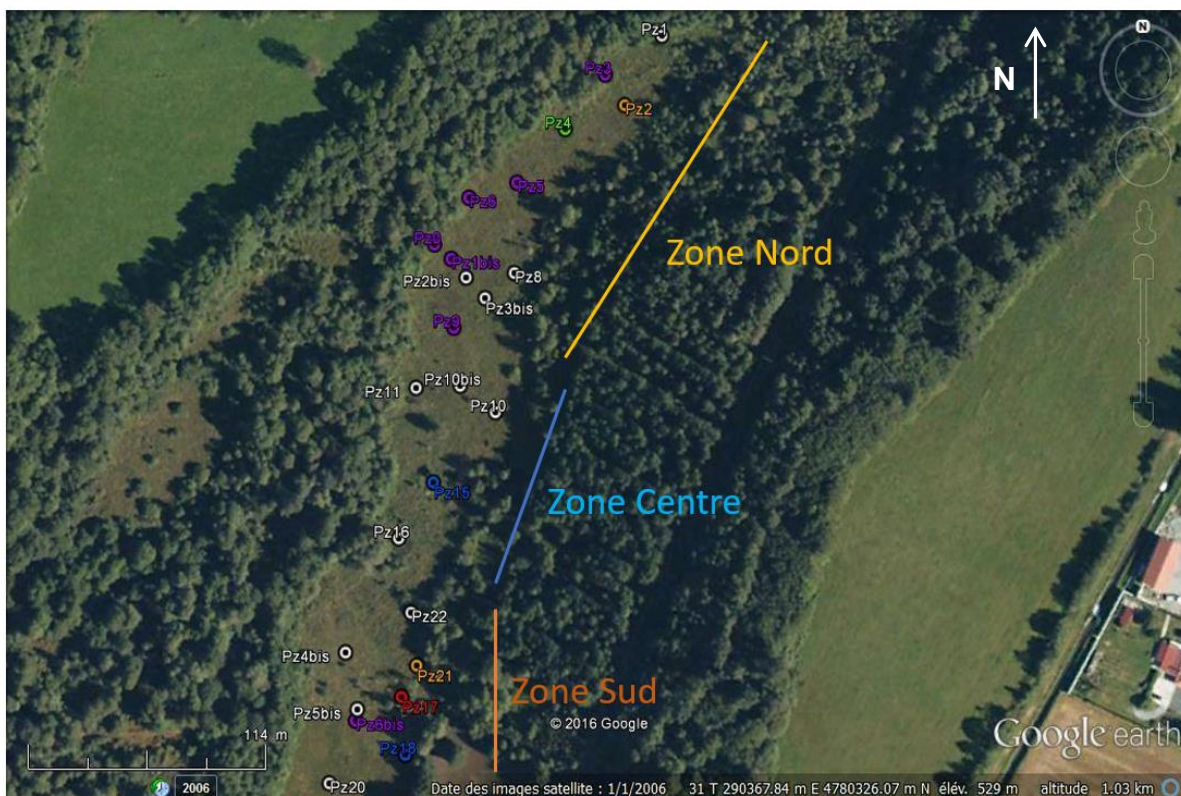 Pz1
N
N
Pz3
Pz2
Pz4
Pz5
Pz6
Zone Nord
Pz1bis
Pz8
Pz2bis
Pz3bis
Pz9
Pz11
Pz10bis
Pz10
Pz15
Zone Centre
Pz16
Pz22
Pz4bis
Pz21
Zone Sud
Pz17
Pz5bis
Pz6bis
© 2016 Google
114 m
Pz18
Google earth
Pz20
2006
Date des images satellite : 1/1/2006 31 T 290367.84 m E 4780326.07 m N élév. 529 m altitude 1.03 km